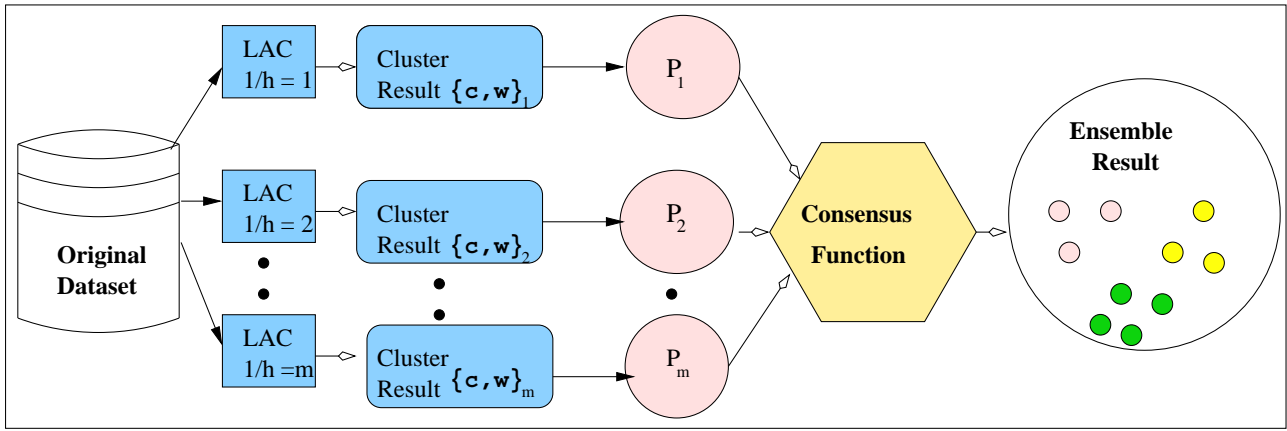 Original
Dataset
LAC
1/h = 1
Cluster
Result {c,w}1
P1
LAC
1/h = 2
Cluster
Result {c,w}2
P2
LAC
1/h =m
Cluster
Result {c,w}m
Pm
Consensus
Function
Ensemble
Result